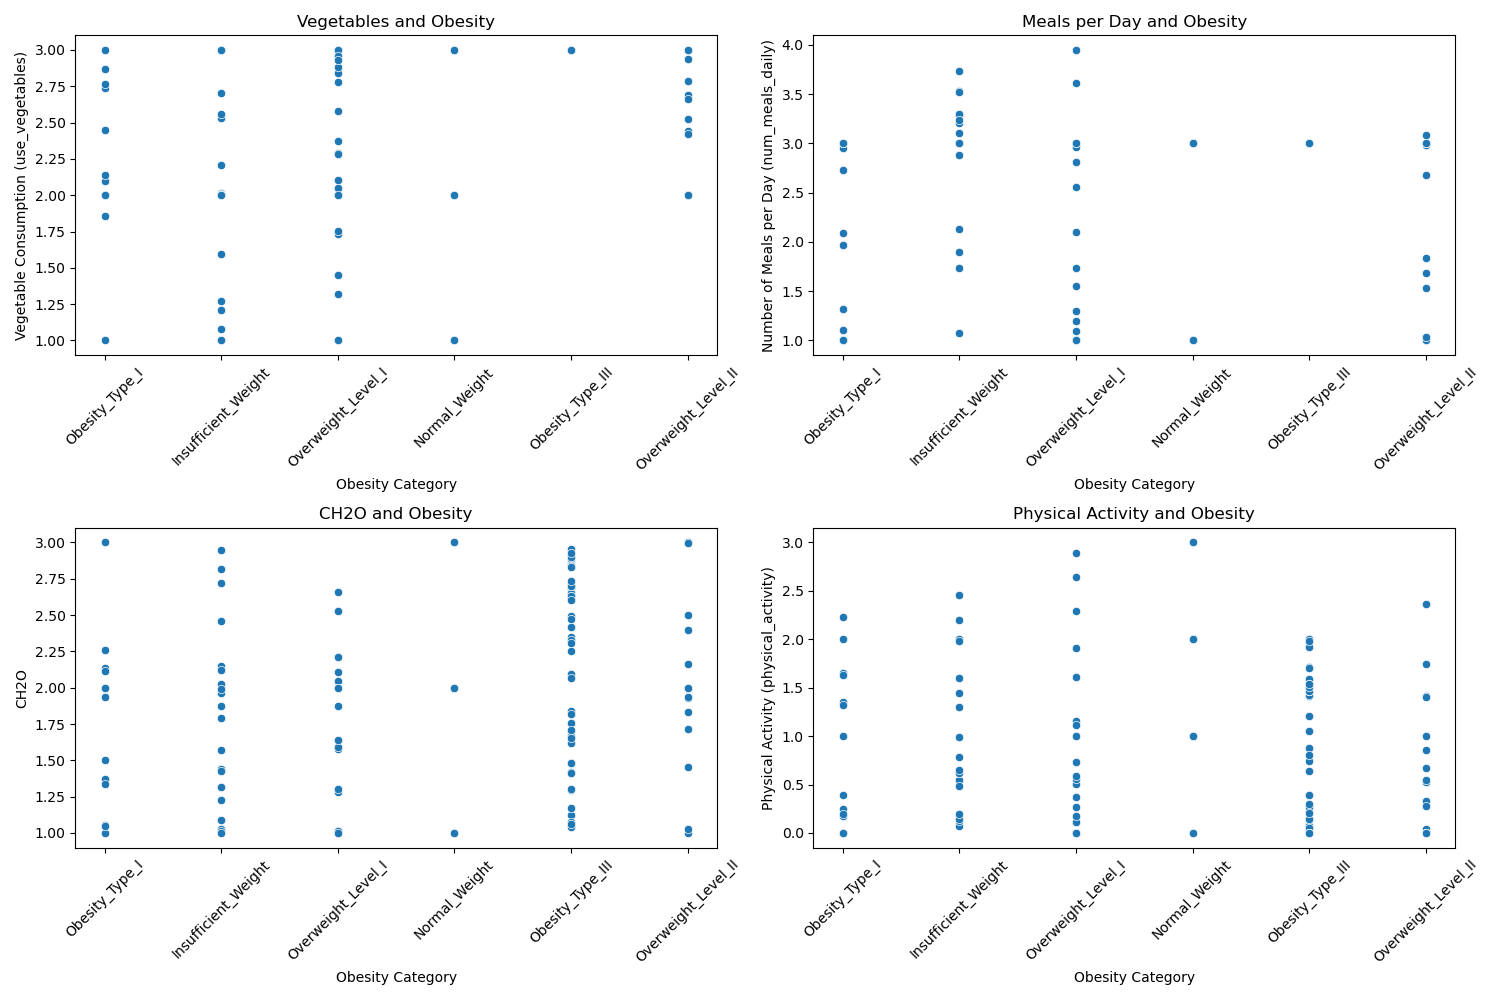 Vegetables and Obesity
Vegetable Consumption (use_vegetables)
3.00
2.75
2.50
2.25
2.00
1.75
1.50
1.25
1.00
Obesity_Type_I
Insufficient_Weight
Overweight_Level_I
Normal_Weight
Obesity_Type_III
Overweight_Level_II
Obesity Category
Meals per Day and Obesity
Number of Meals per Day (num_meals_daily)
4.0
3.5
3.0
2.5
2.0
1.5
1.0
Obesity_Type_I
Insufficient_Weight
Overweight_Level_I
Normal_Weight
Obesity_Type_III
Overweight_Level_II
Obesity Category
CH2O and Obesity
CH2O
3.00
2.75
2.50
2.25
2.00
1.75
1.50
1.25
1.00
Obesity_Type_I
Insufficient_Weight
Overweight_Level_I
Normal_Weight
Obesity_Type_III
Overweight_Level_II
Obesity Category
Physical Activity and Obesity
Physical Activity (physical_activity)
3.0
2.5
2.0
1.5
1.0
0.5
0.0
Obesity_Type_I
Insufficient_Weight
Overweight_Level_I
Normal_Weight
Obesity_Type_III
Overweight_Level_II
Obesity Category